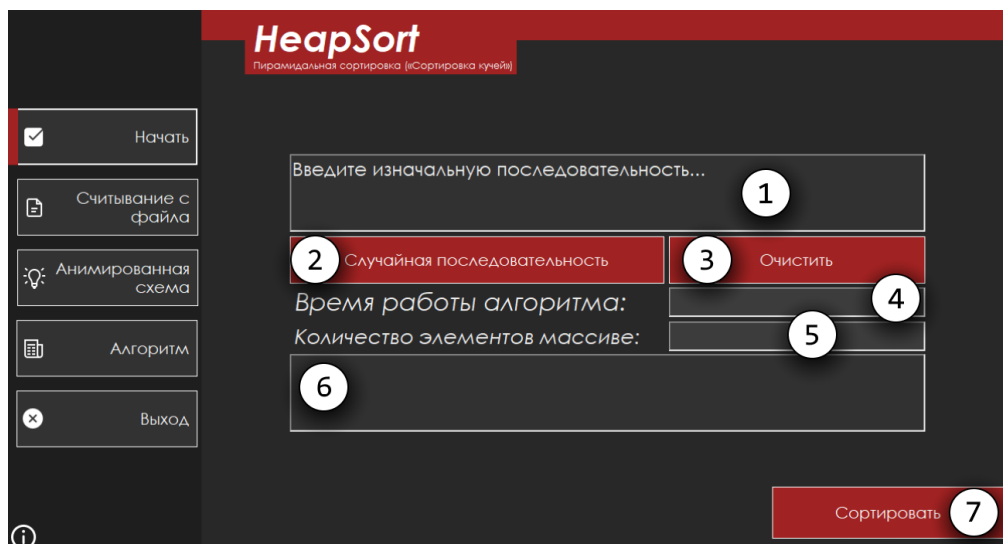 HeapSort
Пирамидальная сортировка («Сортировка кучей»)
Начать
Считывание с
файла
Анимированная
схема
Алгоритм
Выход
Введите изначальную последовательность...
1
2 Случайная последовательность
3 Очистить
Время работы алгоритма:
4
Количество элементов массиве:
5
6
Сортировать 7